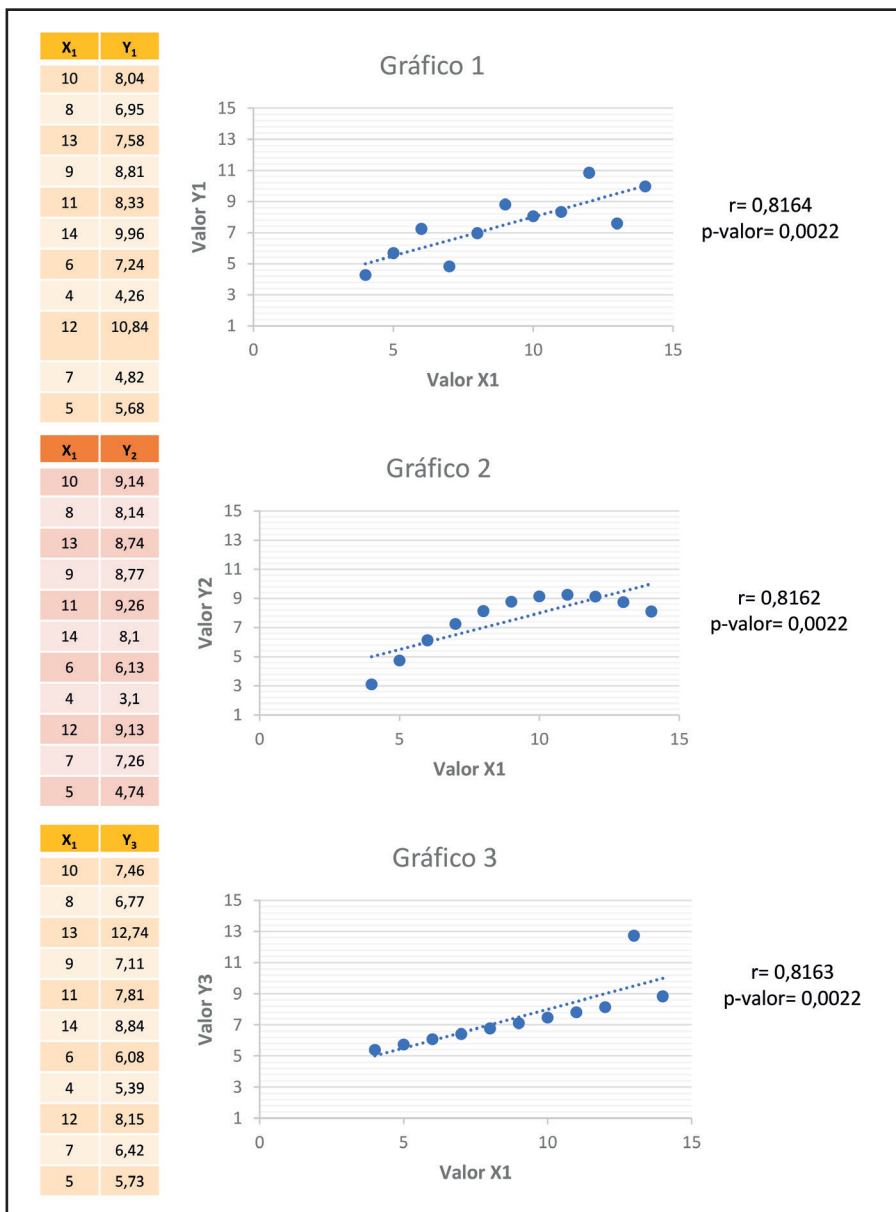 X1 Y1
10 8,04
8 6,95
13 7,58
9 8,81
11 8,33
14 9,96
6 7,24
4 4,26
12 10,84
7 4,82
5 5,68
Gráfico 1
15
13
11
9
7
5
3
1
0 5 10 15
Valor Y1
Valor X1
r= 0,8164
p-valor= 0,0022
X1 Y2
10 9,14
8 8,14
13 8,74
9 8,77
11 9,26
14 8,1
6 6,13
4 3,1
12 9,13
7 7,26
5 4,74
Gráfico 2
15
13
11
9
7
5
3
1
0 5 10 15
Valor Y2
Valor X1
r= 0,8162
p-valor= 0,0022
X1 Y3
10 7,46
8 6,77
13 12,74
9 7,11
11 7,81
14 8,84
6 6,08
4 5,39
12 8,15
7 6,42
5 5,73
Gráfico 3
15
13
11
9
7
5
3
1
0 5 10 15
Valor Y3
Valor X1
r= 0,8163
p-valor= 0,0022